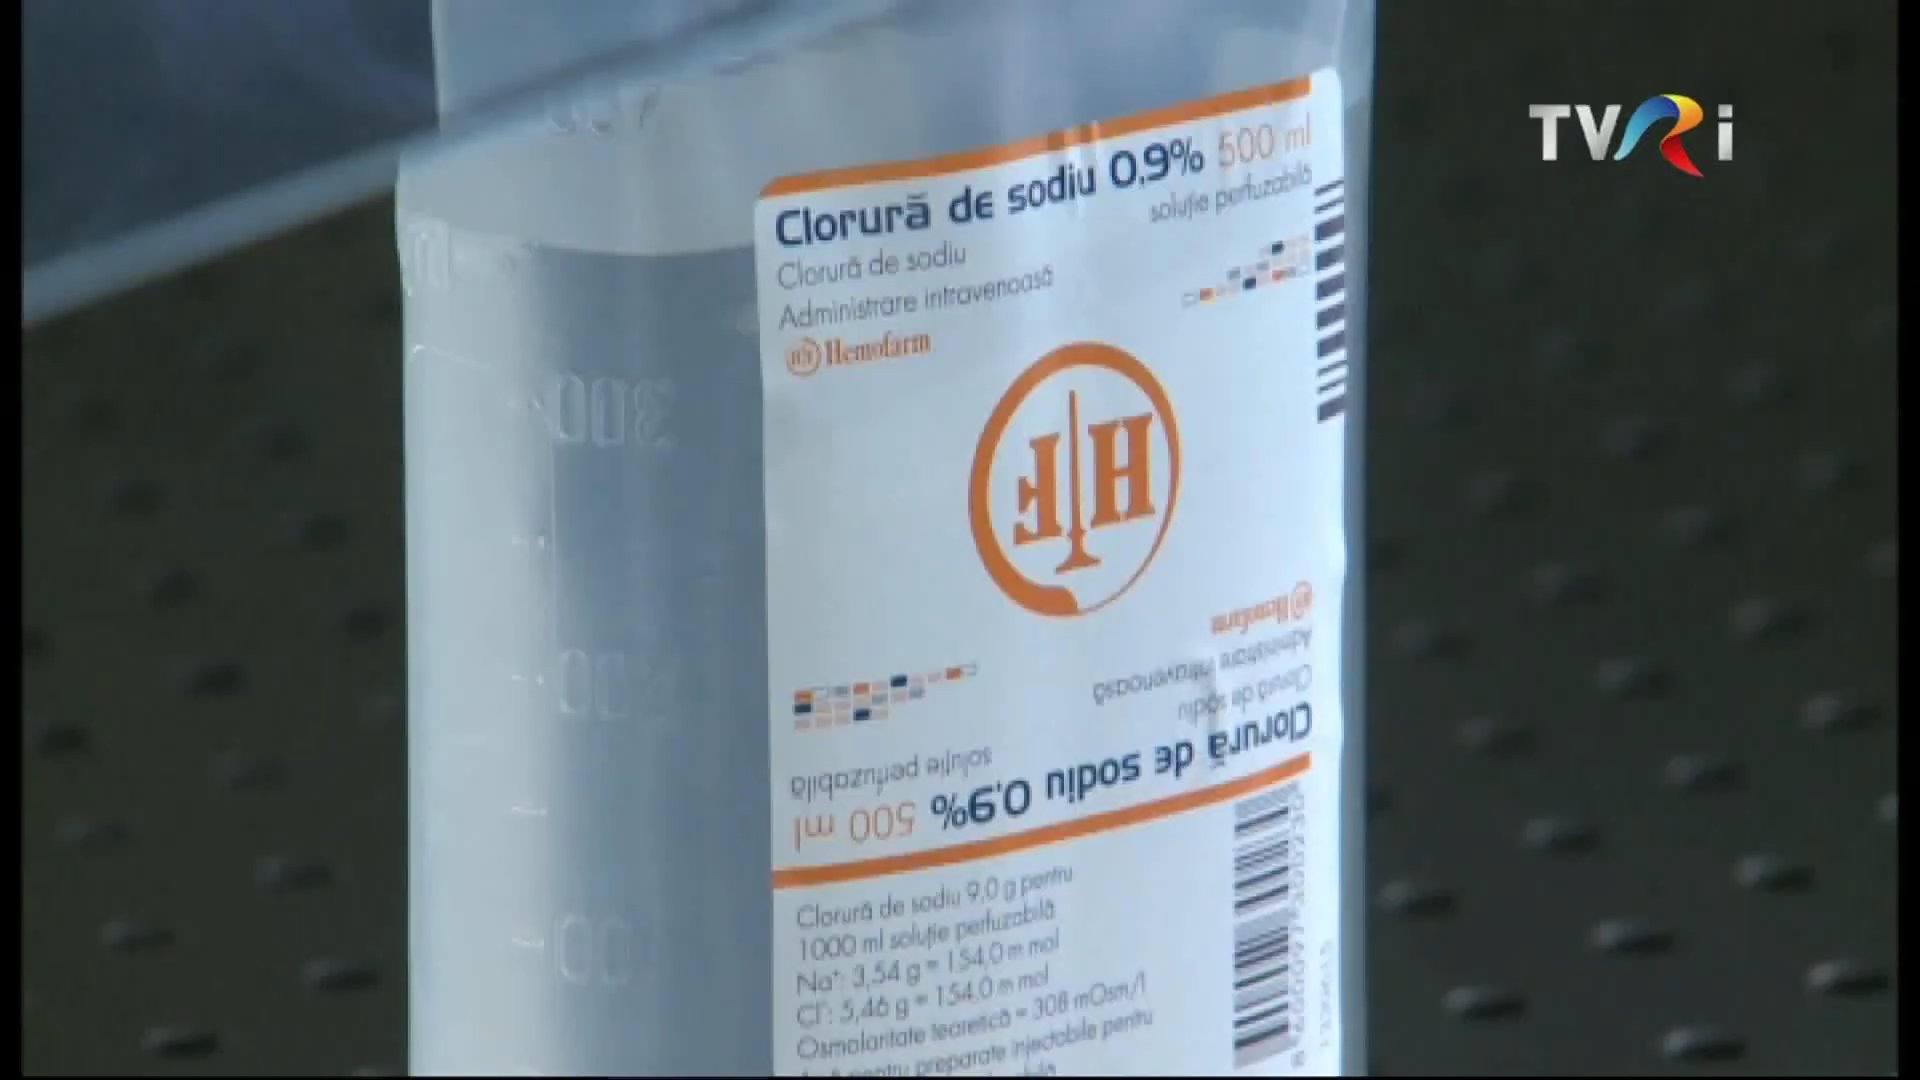 TVRi
Clorură de sodiu 0,9% 500 ml
soluție perfuzabilă
Clorură de sodiu
Administrare intravenoasă
Hemofarm
300
HF
Hemofarm
Administrare intravenoasă
Clorură de sodiu
Clorură de sodiu 0,9% 500 ml
soluție perfuzabilă
Clorură de sodiu 9,0 g pentru
1000 ml soluție perfuzabilă
Na⁺: 3,54 g = 154,0 m mol
Cl⁻: 5,46 g = 154,0 m mol
Osmolaritate teoretică = 308 mOsm/l
preparate injectabile pentru